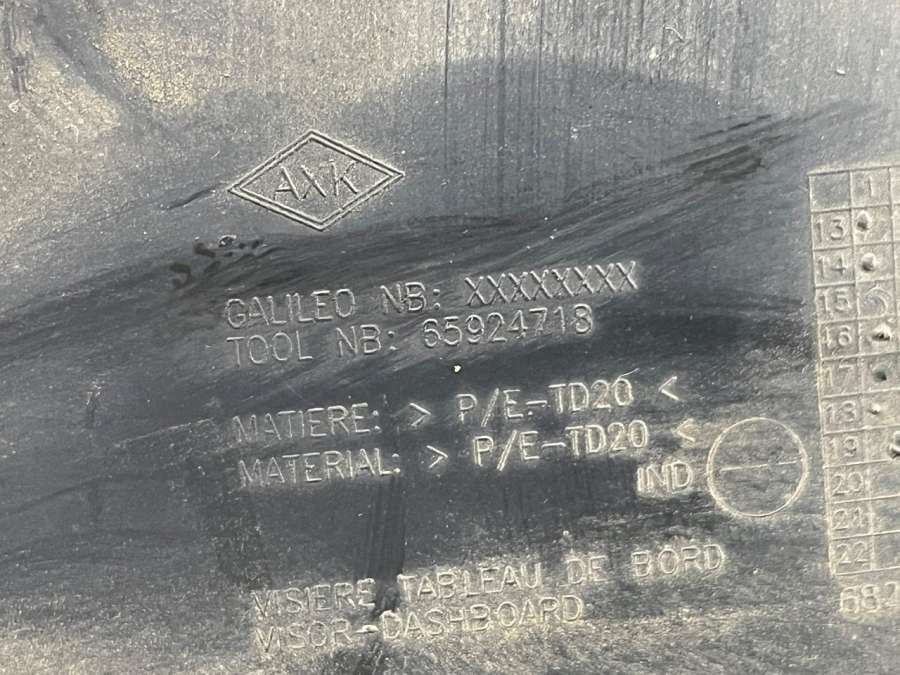 AXK
GALILEO NB: XXXXXXXX
TOOL NB: 65924718
MATIERE: > P/E-TD20 <
MATERIAL: > P/E-TD20 <
IND
VISIERE TABLEAU DE BORD
VISOR-DASHBOARD
1
13
14
15
16
17
18
19
20
21
22